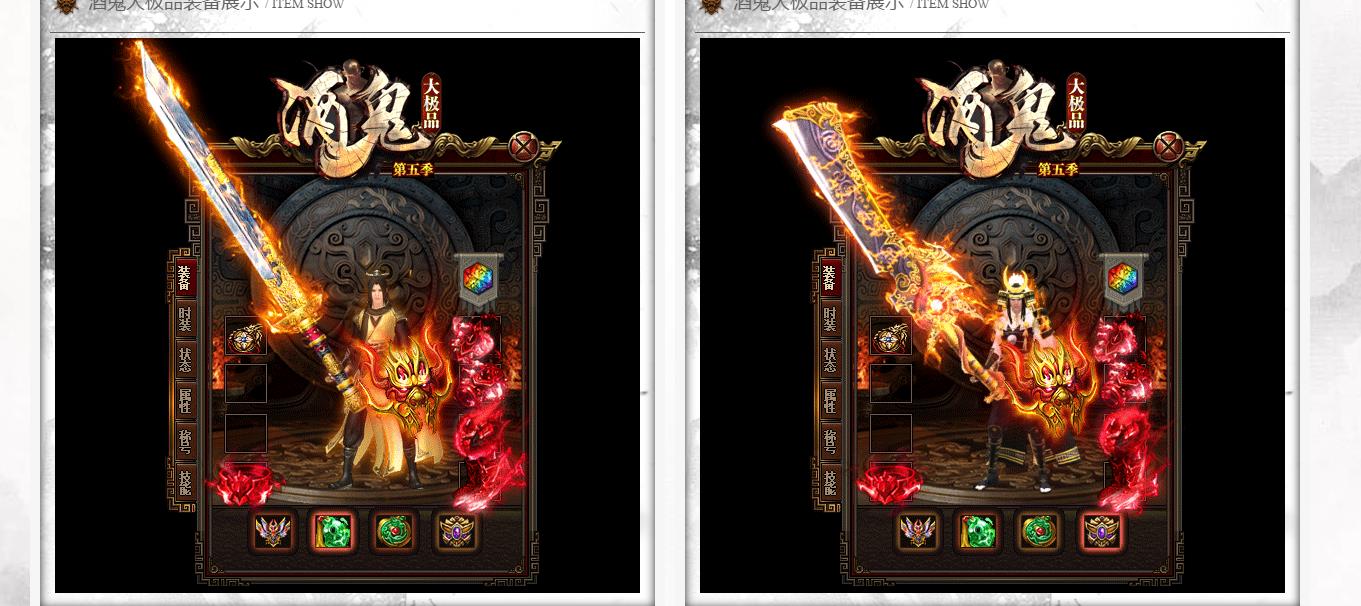 酒鬼大极品装备展示 / ITEM SHOW
酒鬼
大极品
第五季
装备
时装
状态
属性
称号
技能
酒鬼大极品装备展示 / ITEM SHOW
酒鬼
大极品
第五季
装备
时装
状态
属性
称号
技能